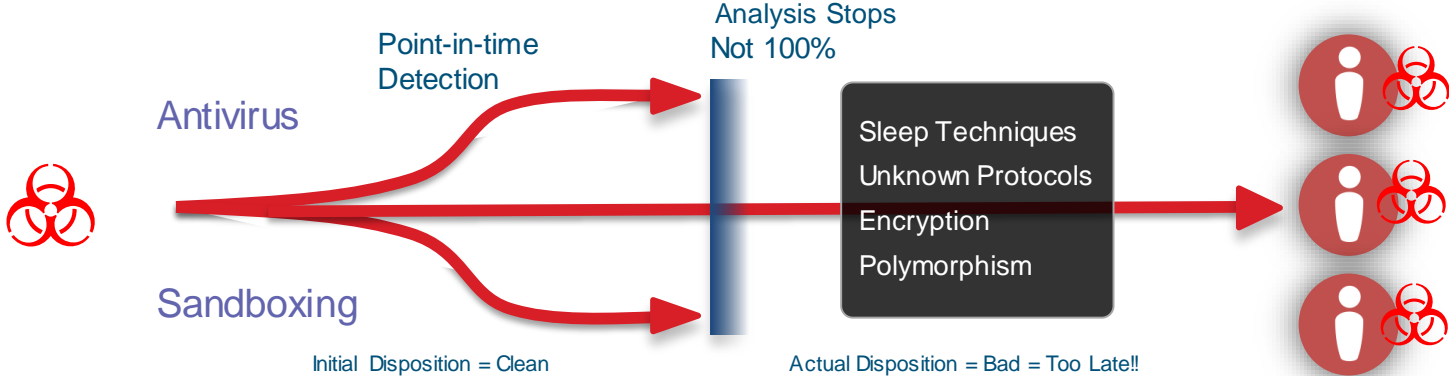 Analysis Stops
Not 100%
Point-in-time
Detection
Antivirus
Sleep Techniques
Unknown Protocols
Encryption
Polymorphism
Sandboxing
Initial Disposition = Clean
Actual Disposition = Bad = Too Late!!